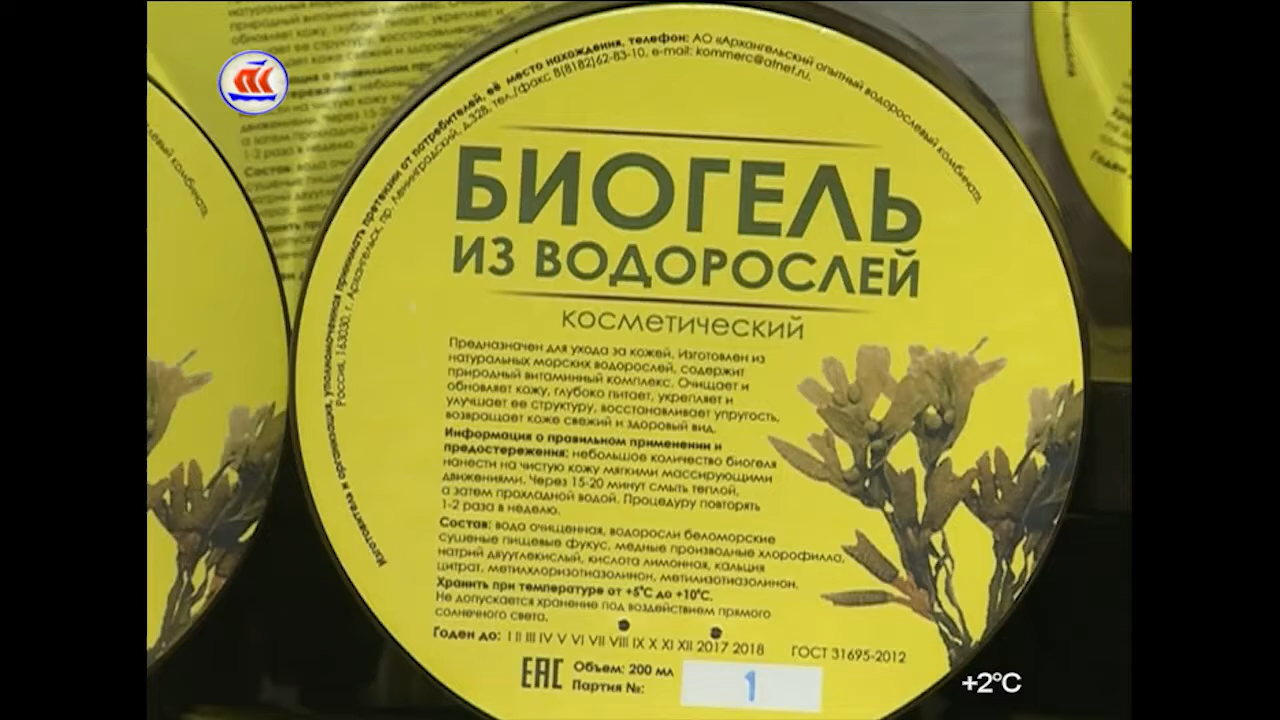 Изготовитель и организация, уполномоченная принимать претензии от потребителей, её место нахождения, телефон: АО «Архангельский опытный водорослевый комбинат»,
Россия, 163030, г. Архангельск, пр. Ленинградский, д.328, тел./факс 8(8182)62-83-10, e-mail: kommerc@atnet.ru.
БИОГЕЛЬ
ИЗ ВОДОРОСЛЕЙ
косметический
Предназначен для ухода за кожей. Изготовлен из
натуральных морских водорослей, содержит
природный витаминный комплекс. Очищает и
обновляет кожу, глубоко питает, укрепляет и
улучшает ее структуру, восстанавливает упругость,
возвращает коже свежий и здоровый вид.
Информация о правильном применении и
предостережения: небольшое количество биогеля
нанести на чистую кожу мягкими массирующими
движениями. Через 15-20 минут смыть теплой,
а затем прохладной водой. Процедуру повторять
1-2 раза в неделю.
Состав: вода очищенная, водоросли беломорские
сушеные пищевые фукус, медные производные хлорофилла,
натрий двууглекислый, кислота лимонная, кальция
цитрат, метилхлоризотиазолинон, метилизотиазолинон.
Хранить при температуре от +5°С до +10°С.
Не допускается хранение под воздействием прямого
солнечного света.
Годен до: I II III IV V VI VII VIII IX X XI XII 2017 2018 ГОСТ 31695-2012
ЕАС Объем: 200 мл
Партия №: 1
+2°C